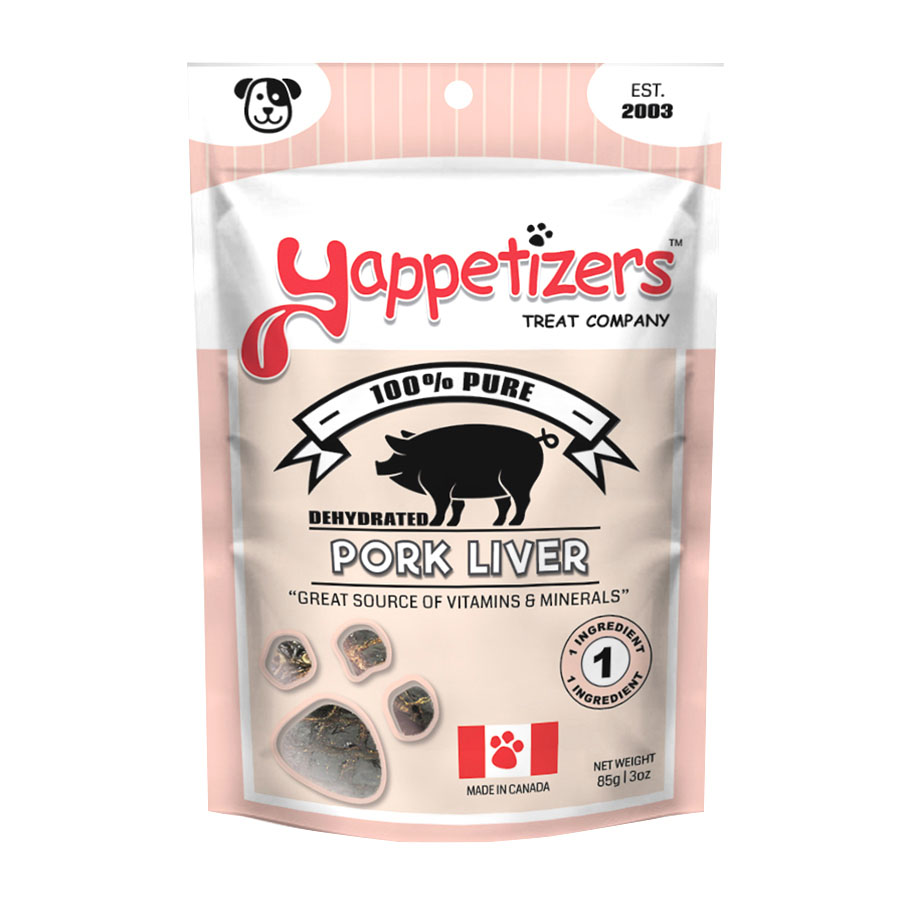 EST.
2003
yappetizers™
TREAT COMPANY
100% PURE
DEHYDRATED
PORK LIVER
"GREAT SOURCE OF VITAMINS & MINERALS"
1 INGREDIENT
1
1 INGREDIENT
MADE IN CANADA
NET WEIGHT
85g | 3oz